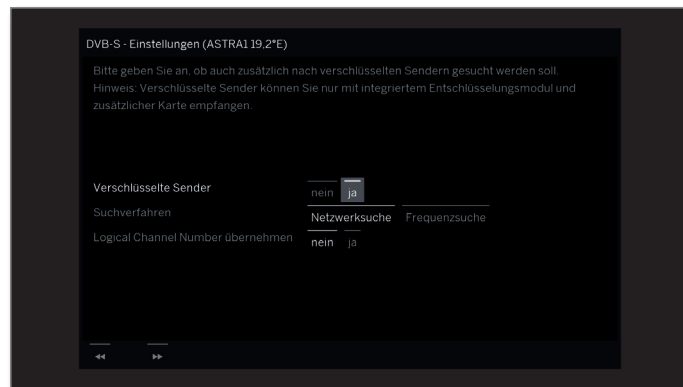 DVB-S - Einstellungen (ASTRA1 19,2°E)
Bitte geben Sie an, ob auch zusätzlich nach verschlüsselten Sendern gesucht werden soll.
Hinweis: Verschlüsselte Sender können Sie nur mit integriertem Entschlüsselungsmodul und
zusätzlicher Karte empfangen.
Verschlüsselte Sender nein ja
Suchverfahren Netzwerksuche Frequenzsuche
Logical Channel Number übernehmen nein ja